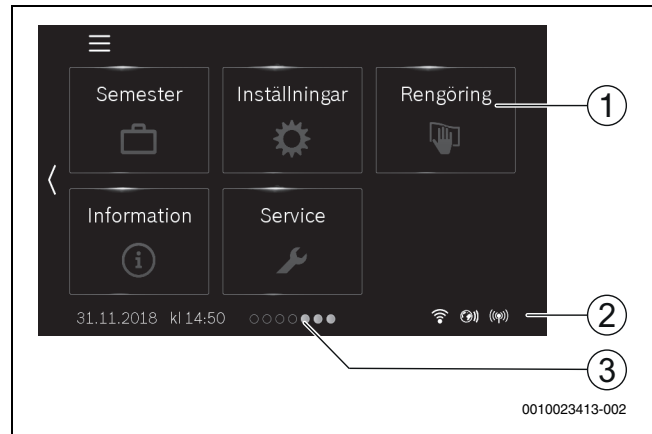 Semester Inställningar Rengöring
1
Information Service
31.11.2018 kl 14:50
2
3
0010023413-002